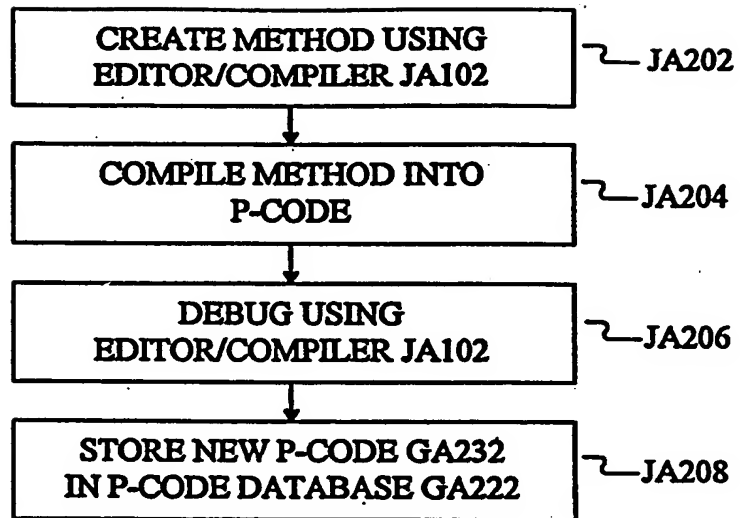 CREATE METHOD USING
EDITOR/COMPILER JA102
JA202
COMPILE METHOD INTO
P-CODE
JA204
DEBUG USING
EDITOR/COMPILER JA102
JA206
STORE NEW P-CODE GA232
IN P-CODE DATABASE GA222
JA208